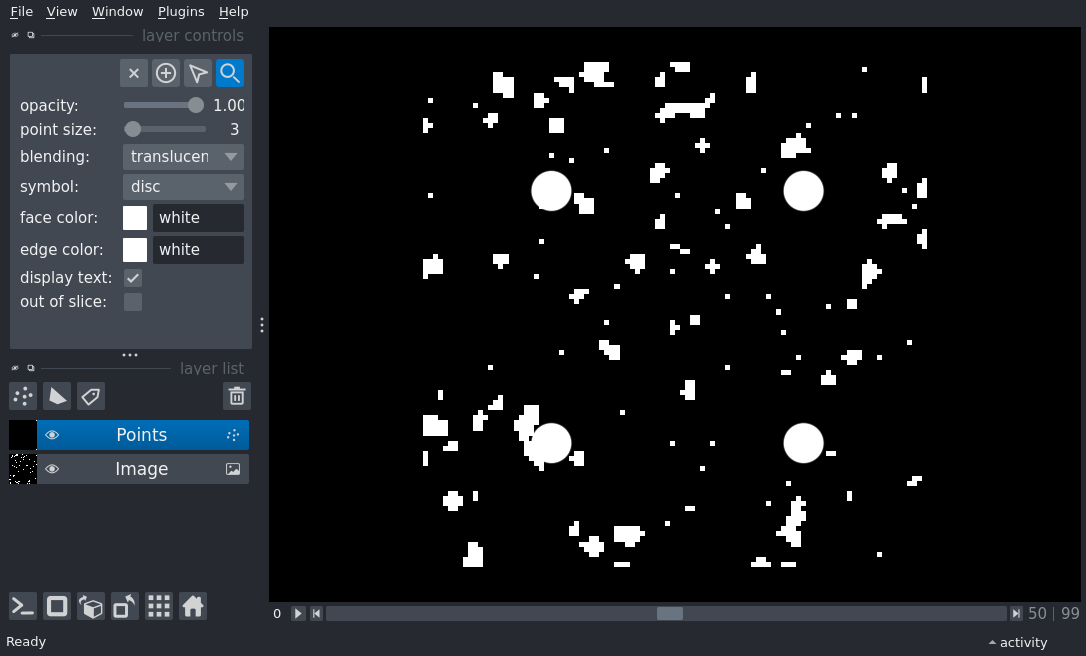 File View Window Plugins Help
layer controls
opacity: 1.00
point size: 3
blending: translucen
symbol: disc
face color: white
edge color: white
display text:
out of slice:
layer list
Points
Image
0 50 | 99
Ready activity